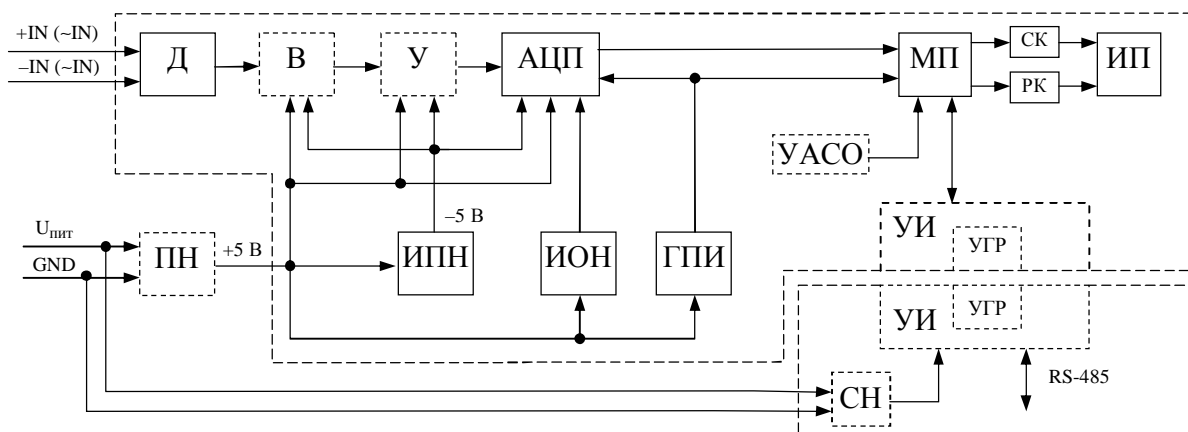 +IN (~IN)
–IN (~IN)
Д
В
У
АЦП
МП
СК
РК
ИП
УАСО
–5 В
Uпит
GND
ПН
+5 В
ИПН
ИОН
ГПИ
УИ
УГР
УИ
УГР
СН
RS-485